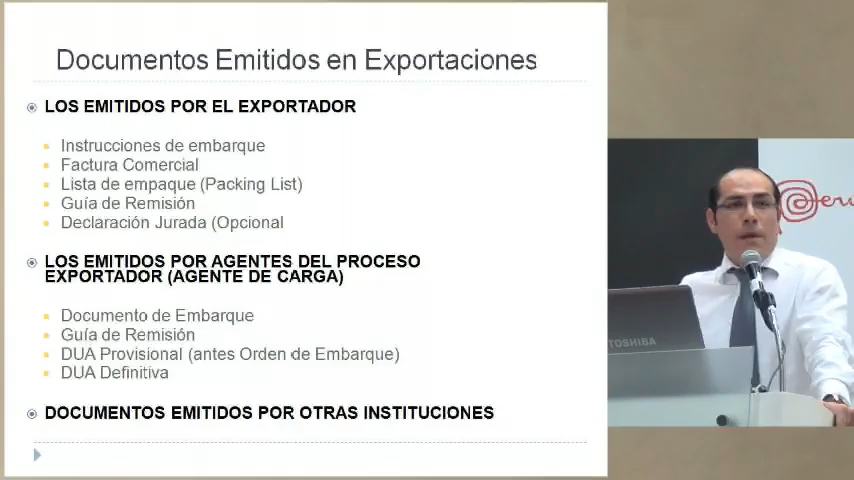 Documentos Emitidos en Exportaciones
LOS EMITIDOS POR EL EXPORTADOR
Instrucciones de embarque
Factura Comercial
Lista de empaque (Packing List)
Guía de Remisión
Declaración Jurada (Opcional
LOS EMITIDOS POR AGENTES DEL PROCESO
EXPORTADOR (AGENTE DE CARGA)
Documento de Embarque
Guía de Remisión
DUA Provisional (antes Orden de Embarque)
DUA Definitiva
DOCUMENTOS EMITIDOS POR OTRAS INSTITUCIONES
TOSHIBA
Perú